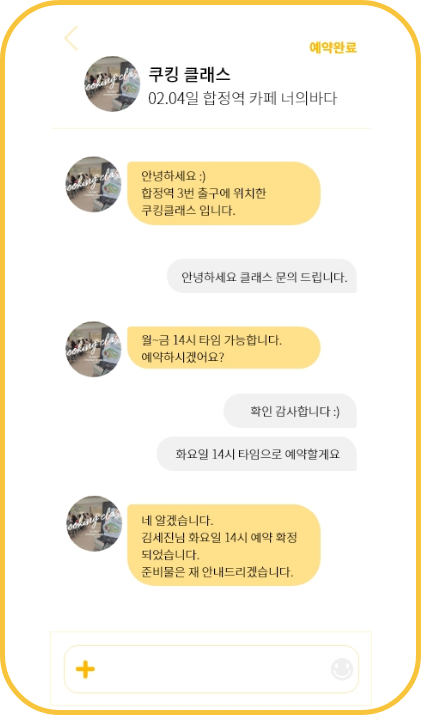 예약완료
쿠킹 클래스
02.04일 합정역 카페 너의바다
안녕하세요 :)
합정역 3번 출구에 위치한
쿠킹클래스 입니다.
안녕하세요 클래스 문의 드립니다.
월~금 14시 타임 가능합니다.
예약하시겠어요?
확인 감사합니다 :)
화요일 14시 타임으로 예약할게요
네 알겠습니다.
김세진님 화요일 14시 예약 확정
되었습니다.
준비물은 재 안내드리겠습니다.